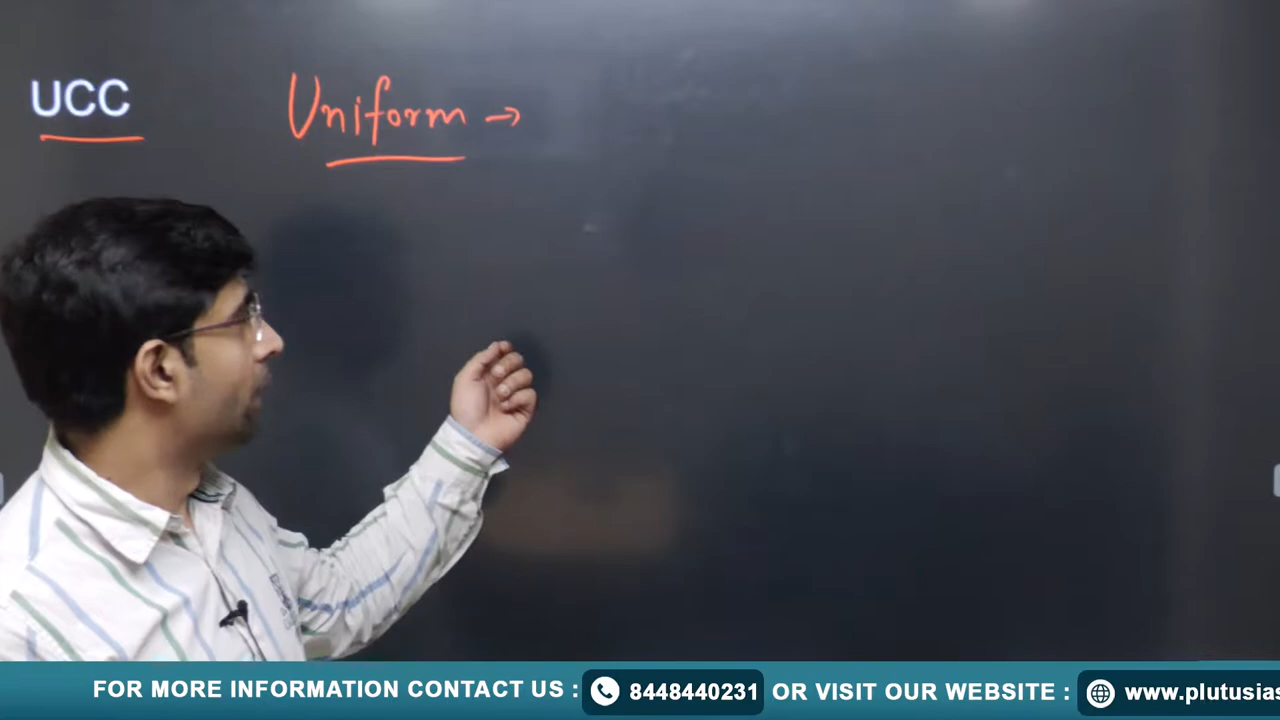 UCC Uniform →
FOR MORE INFORMATION CONTACT US : 8448440231 OR VISIT OUR WEBSITE : www.plutusias